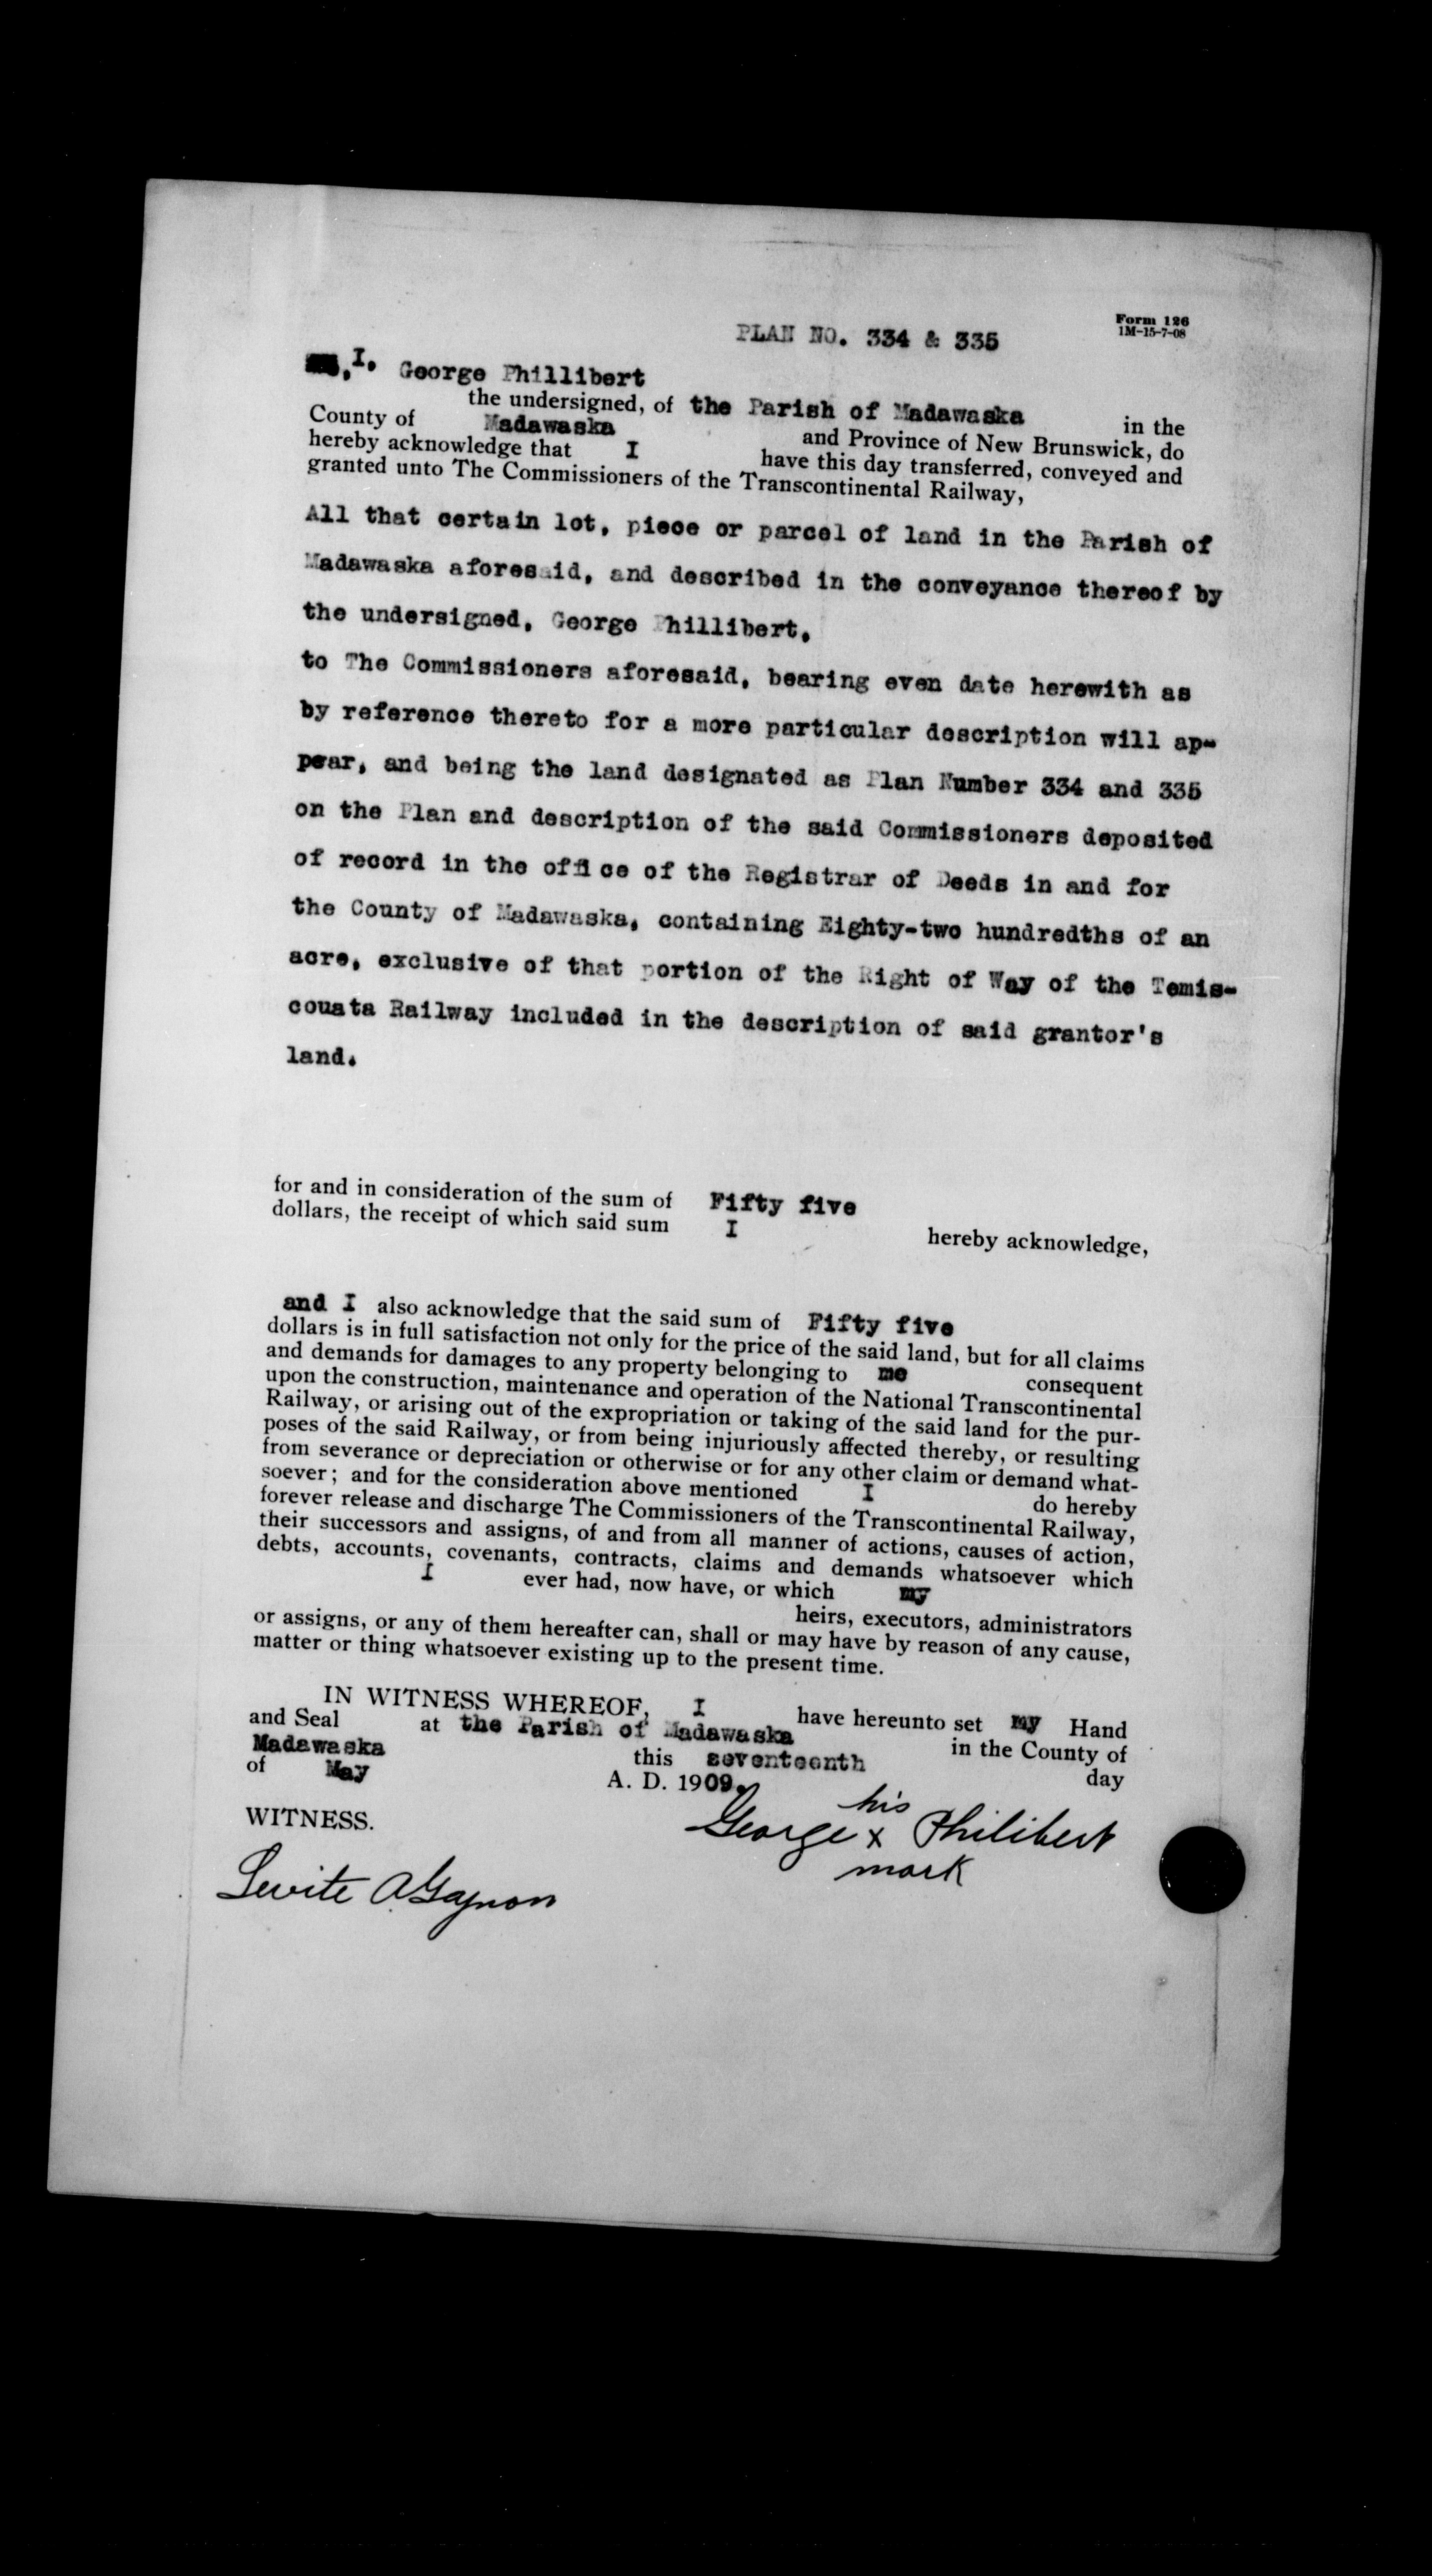 Form 126
1M-15-7-08
PLAN NO. 334 & 335
I. George Phillibert
the undersigned, of the Parish of Madawaska in the
County of Madawaska and Province of New Brunswick, do
hereby acknowledge that I have this day transferred, conveyed and
granted unto The Commissioners of the Transcontinental Railway,
All that certain lot, piece or parcel of land in the Parish of
Madawaska aforesaid, and described in the conveyance thereof by
the undersigned, George Phillibert,
to The Commissioners aforesaid, bearing even date herewith as
by reference thereto for a more particular description will ap-
pear, and being the land designated as Plan Number 334 and 335
on the Plan and description of the said Commissioners deposited
of record in the office of the Registrar of Deeds in and for
the County of Madawaska, containing Eighty-two hundredths of an
acre, exclusive of that portion of the Right of Way of the Temis-
couata Railway included in the description of said grantor's
land.
for and in consideration of the sum of Fifty five
dollars, the receipt of which said sum I hereby acknowledge,
and I also acknowledge that the said sum of Fifty five
dollars is in full satisfaction not only for the price of the said land, but for all claims
and demands for damages to any property belonging to me consequent
upon the construction, maintenance and operation of the National Transcontinental
Railway, or arising out of the expropriation or taking of the said land for the pur-
poses of the said Railway, or from being injuriously affected thereby, or resulting
from severance or depreciation or otherwise or for any other claim or demand what-
soever; and for the consideration above mentioned I do hereby
forever release and discharge The Commissioners of the Transcontinental Railway,
their successors and assigns, of and from all manner of actions, causes of action,
debts, accounts, covenants, contracts, claims and demands whatsoever which
I ever had, now have, or which my
heirs, executors, administrators
or assigns, or any of them hereafter can, shall or may have by reason of any cause,
matter or thing whatsoever existing up to the present time.
IN WITNESS WHEREOF, I have hereunto set my Hand
and Seal at the Parish of Madawaska in the County of
Madawaska this seventeenth day
of May A. D. 1909.
WITNESS.
his
George x Philibert
mark
Levite A Gagnon